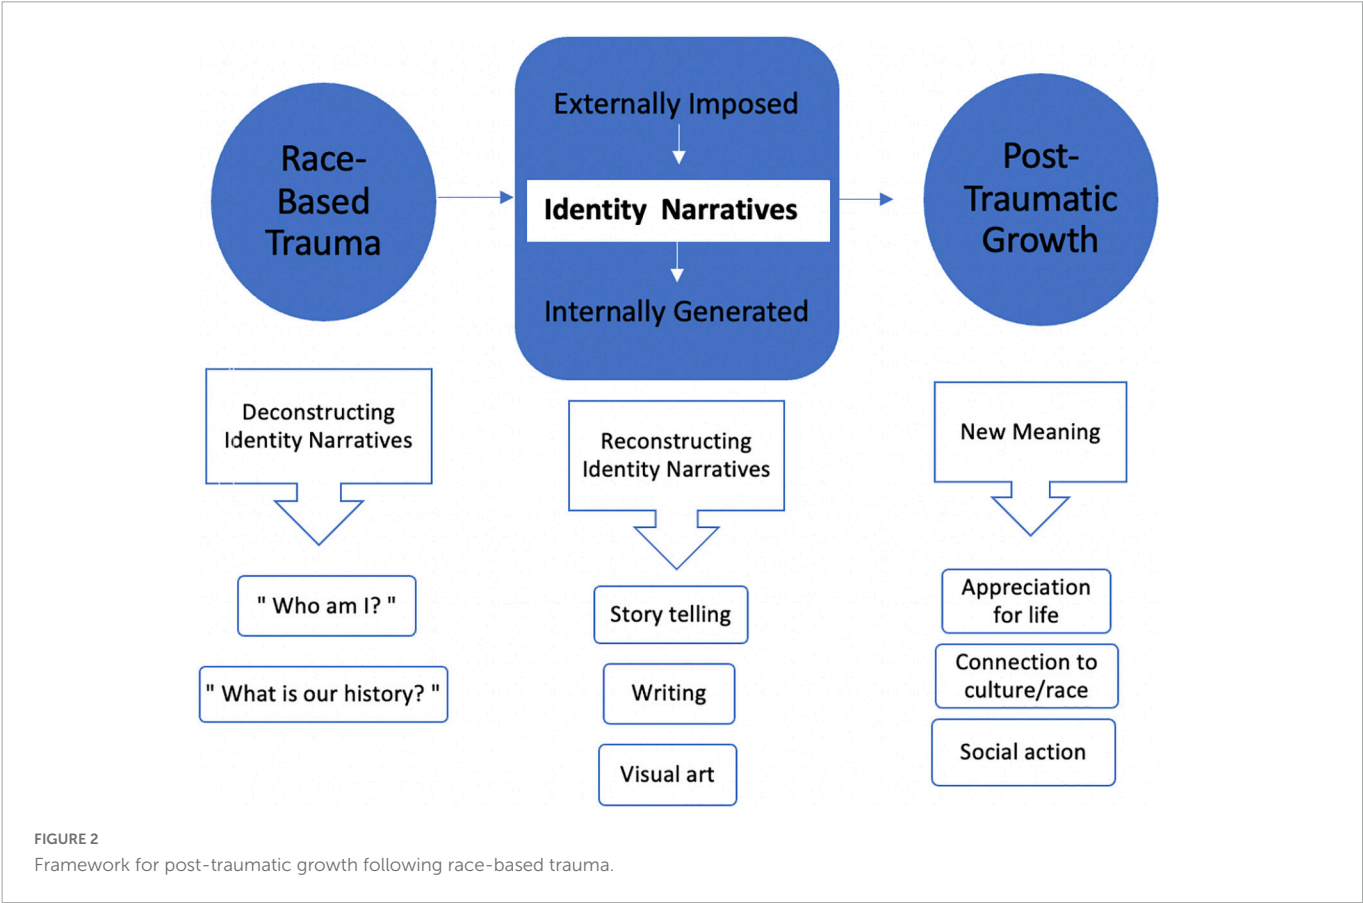 Race-
Based
Trauma
Externally Imposed
Identity Narratives
Internally Generated
Post-
Traumatic
Growth
Deconstructing
Identity Narratives
" Who am I? "
" What is our history? "
Reconstructing
Identity Narratives
Story telling
Writing
Visual art
New Meaning
Appreciation
for life
Connection to
culture/race
Social action
FIGURE 2
Framework for post-traumatic growth following race-based trauma.